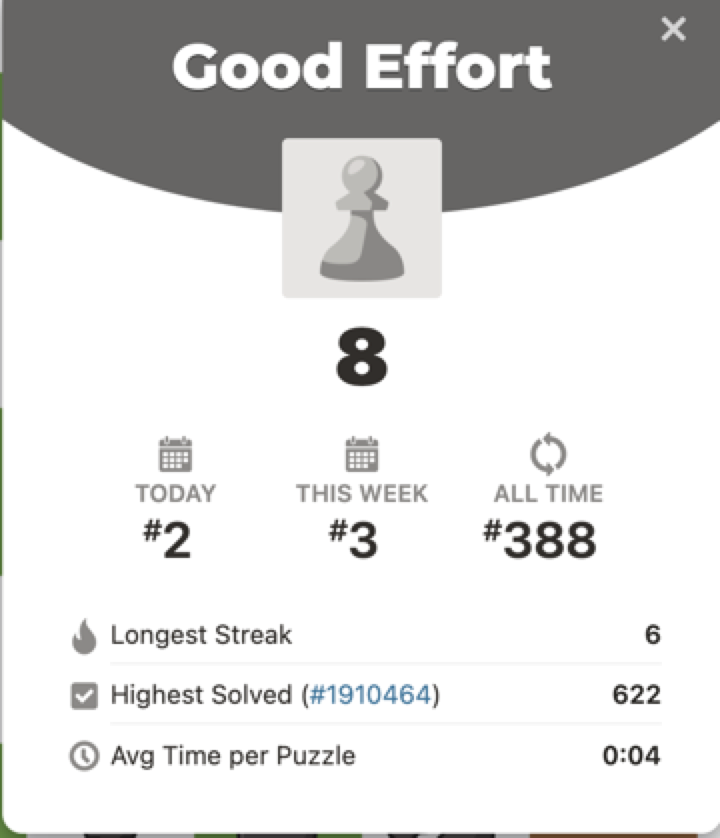 Good Effort
8
TODAY THIS WEEK ALL TIME
#2 #3 #388
Longest Streak 6
Highest Solved (#1910464) 622
Avg Time per Puzzle 0:04